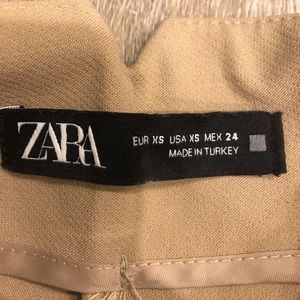 ZARA
EUR XS USA XS MEX 24
MADE IN TURKEY